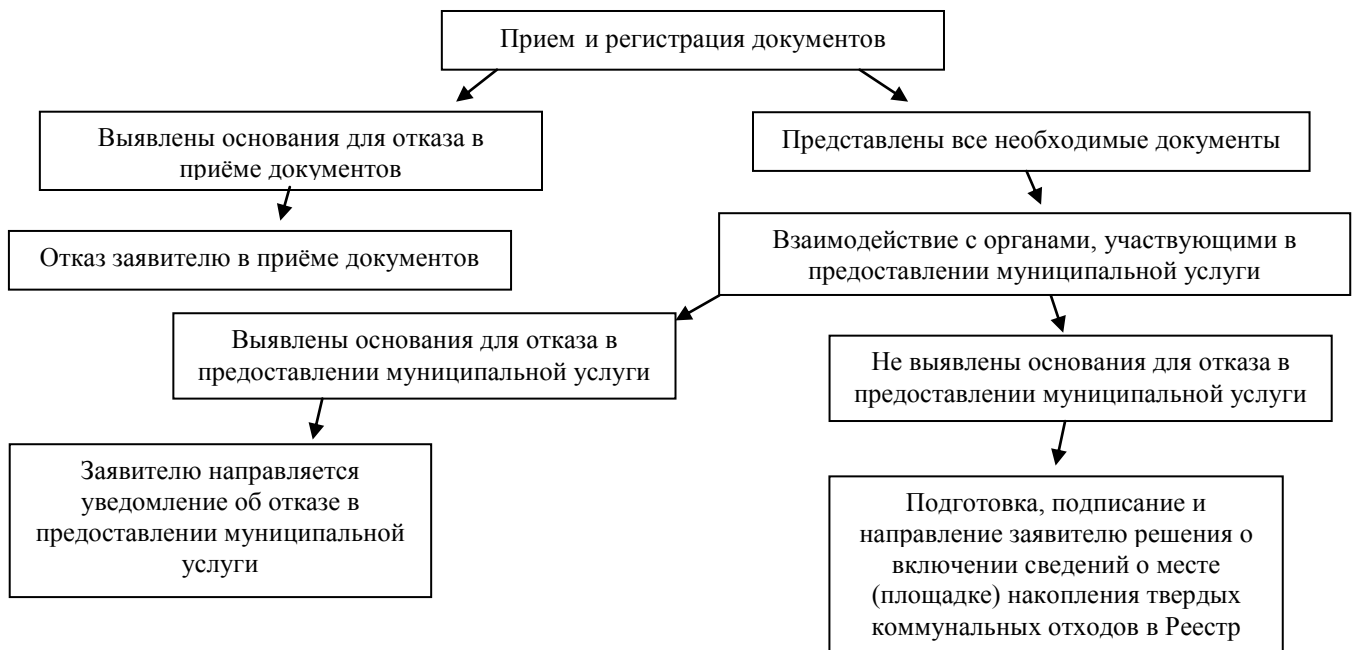 Прием и регистрация документов
Выявлены основания для отказа в
приёме документов
Представлены все необходимые документы
Отказ заявителю в приёме документов
Взаимодействие с органами, участвующими в
предоставлении муниципальной услуги
Выявлены основания для отказа в
предоставлении муниципальной услуги
Не выявлены основания для отказа в
предоставлении муниципальной услуги
Заявителю направляется
уведомление об отказе в
предоставлении муниципальной
услуги
Подготовка, подписание и
направление заявителю решения о
включении сведений о месте
(площадке) накопления твердых
коммунальных отходов в Реестр